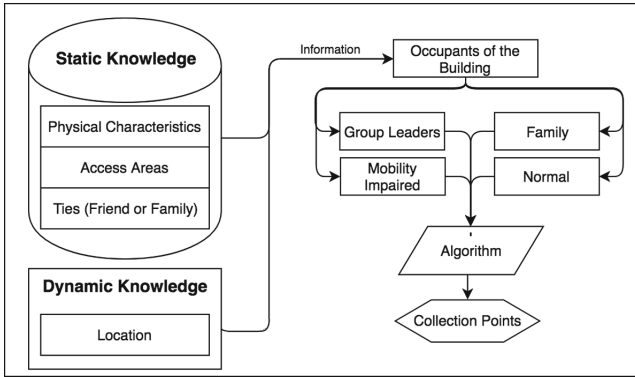 Static Knowledge
Physical Characteristics
Access Areas
Ties (Friend or Family)
Dynamic Knowledge
Location
Information
Occupants of the
Building
Group Leaders
Family
Mobility
Impaired
Normal
Algorithm
Collection Points